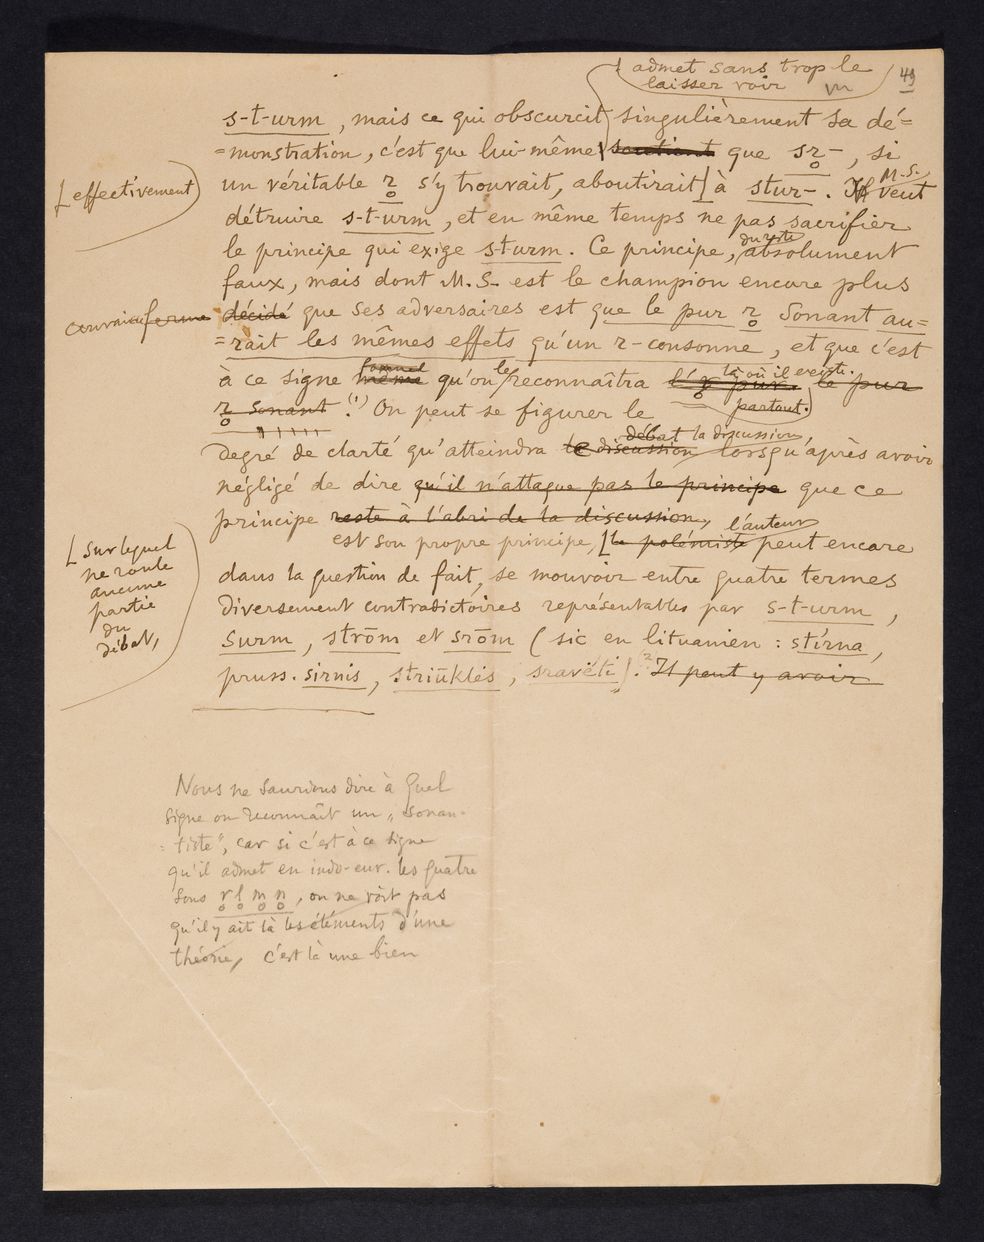 admet sans trop le
laisser voir
49
s-t-urm, mais ce qui obscurcit singulièrement sa dé=
=monstration, c'est que lui-même soutient que sr̥-, si
effectivement
un véritable r̥ s'y trouvait, aboutirait à stur-. Il M.S. veut
détruire s-t-urm, et en même temps ne pas sacrifier
le principe qui exige sturm. Ce principe, du reste absolument
faux, mais dont M. S. est le champion encore plus
convaincu ferme décidé que ses adversaires est que le pur r̥ sonant au=
=rait les mêmes effets qu'un r-consonne, et que c'est
à ce signe même formel qu'on le reconnaîtra l'r̥ pur. là où il existe. le pur
r̥ sonant partout. (1) On peut se figurer le
degré de clarté qu'atteindra le discussion débat la discussion, lorsqu'après avoir
négligé de dire qu'il n'attaque pas le principe que ce
principe reste à l'abri de la discussion,
est son propre principe, le polémiste l'auteur peut encore
sur lequel
ne roule
aucune
partie
du
débat,
dans la question de fait, se mouvoir entre quatre termes
diversement contradictoires représentables par s-t-urm,
surm, strōm et srōm (sic en lituanien : stírna,
pruss. sirnis, striūklės, sravėti). 2 Il peut y avoir
Nous ne saurions dire à quel
signe on reconnaît un „sonan-
=tiste", car si c'est à ce signe
qu'il admet en indo-eur. les quatre
sons r̥ l̥ m̥ n̥, on ne voit pas
qu'il y ait là les éléments d'une
théorie, c'est là une bien